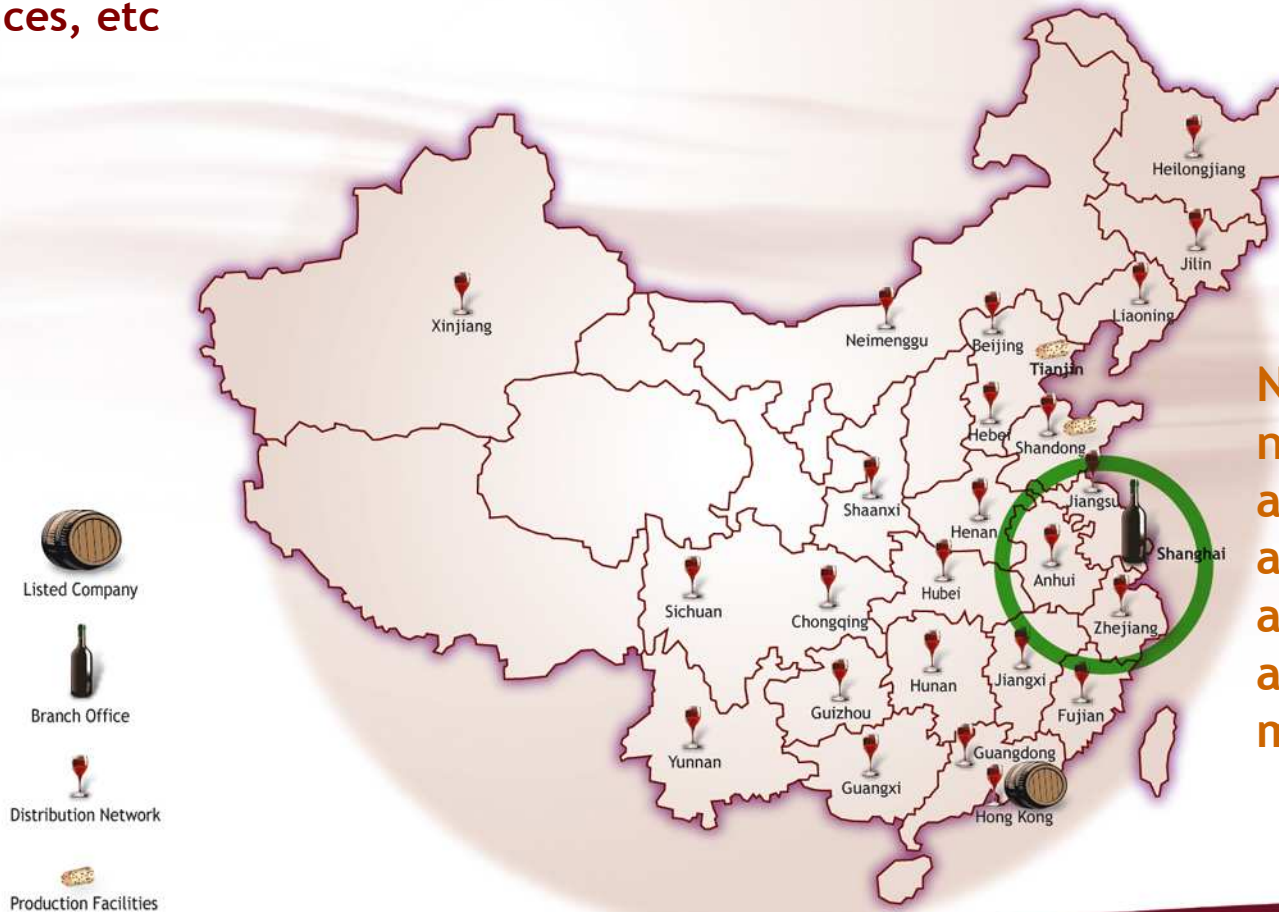 ces, etc
Heilongjiang
Jilin
Liaoning
Xinjiang
Neimenggu
Beijing
Tianjin
Hebei
Shandong
Jiangsu
Shaanxi
Henan
Shanghai
Anhui
Hubei
Sichuan
Chongqing
Zhejiang
Hunan
Jiangxi
Guizhou
Fujian
Yunnan
Guangdong
Guangxi
Hong Kong
Listed Company
Branch Office
Distribution Network
Production Facilities
N
n
a
a
a
a
m